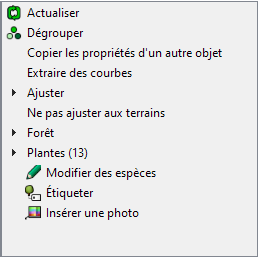 Actualiser
Dégrouper
Copier les propriétés d'un autre objet
Extraire des courbes
Ajuster
Ne pas ajuster aux terrains
Forêt
Plantes (13)
Modifier des espèces
Étiqueter
Insérer une photo